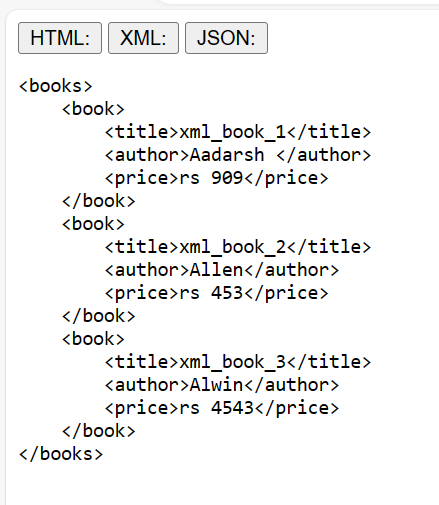 HTML: XML: JSON:
<books>
    <book>
        <title>xml_book_1</title>
        <author>Aadarsh </author>
        <price>rs 909</price>
    </book>
    <book>
        <title>xml_book_2</title>
        <author>Allen</author>
        <price>rs 453</price>
    </book>
    <book>
        <title>xml_book_3</title>
        <author>Alwin</author>
        <price>rs 4543</price>
    </book>
</books>